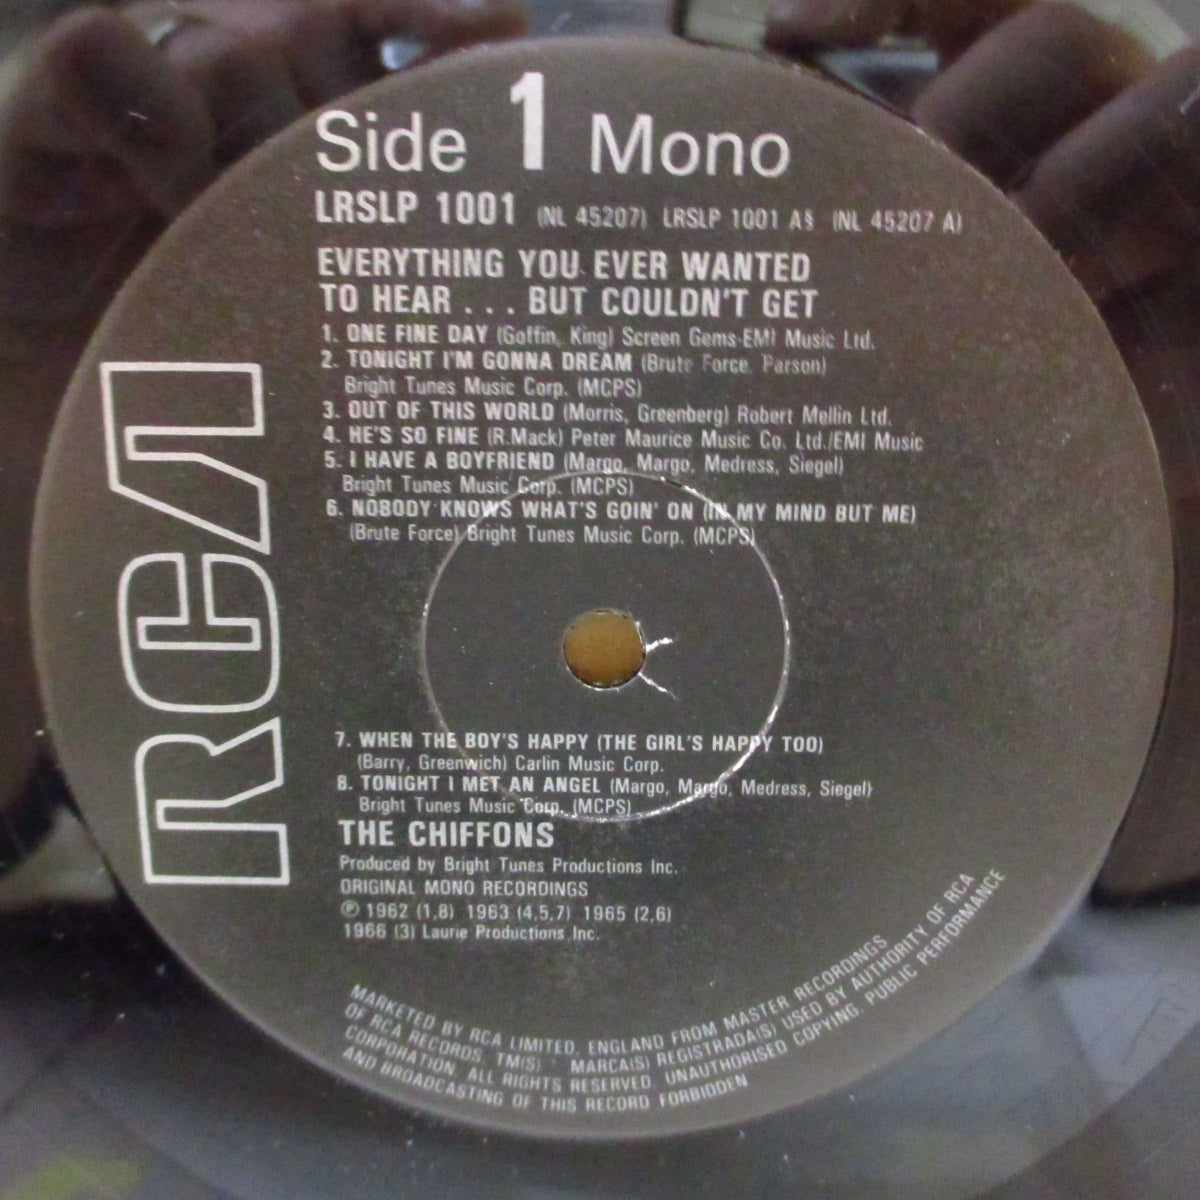 Side 1 Mono
LRSLP 1001 (NL 45207) LRSLP 1001 A§ (NL 45207 A)
EVERYTHING YOU EVER WANTED
TO HEAR . . . BUT COULDN'T GET
1. ONE FINE DAY (Goffin, King) Screen Gems-EMI Music Ltd.
2. TONIGHT I'M GONNA DREAM (Brute Force, Parson)
Bright Tunes Music Corp. (MCPS)
3. OUT OF THIS WORLD (Morris, Greenberg) Robert Mellin Ltd.
4. HE'S SO FINE (R.Mack) Peter Maurice Music Co. Ltd./EMI Music
5. I HAVE A BOYFRIEND (Margo, Margo, Medress, Siegel)
Bright Tunes Music Corp. (MCPS)
6. NOBODY KNOWS WHAT'S GOIN' ON (IN MY MIND BUT ME)
(Brute Force) Bright Tunes Music Corp. (MCPS)
RCA
7. WHEN THE BOY'S HAPPY (THE GIRL'S HAPPY TOO)
(Barry, Greenwich) Carlin Music Corp.
8. TONIGHT I MET AN ANGEL (Margo, Margo, Medress, Siegel)
Bright Tunes Music Corp. (MCPS)
THE CHIFFONS
Produced by Bright Tunes Productions Inc.
ORIGINAL MONO RECORDINGS
℗ 1962 (1,8) 1963 (4,5,7) 1965 (2,6)
1966 (3) Laurie Productions Inc.
MARKETED BY RCA LIMITED, ENGLAND FROM MASTER RECORDINGS
OF RCA RECORDS. TM(S) ® MARCA(S) REGISTRADA(S) USED BY AUTHORITY OF RCA
CORPORATION. ALL RIGHTS RESERVED. UNAUTHORISED COPYING, PUBLIC PERFORMANCE
AND BROADCASTING OF THIS RECORD FORBIDDEN